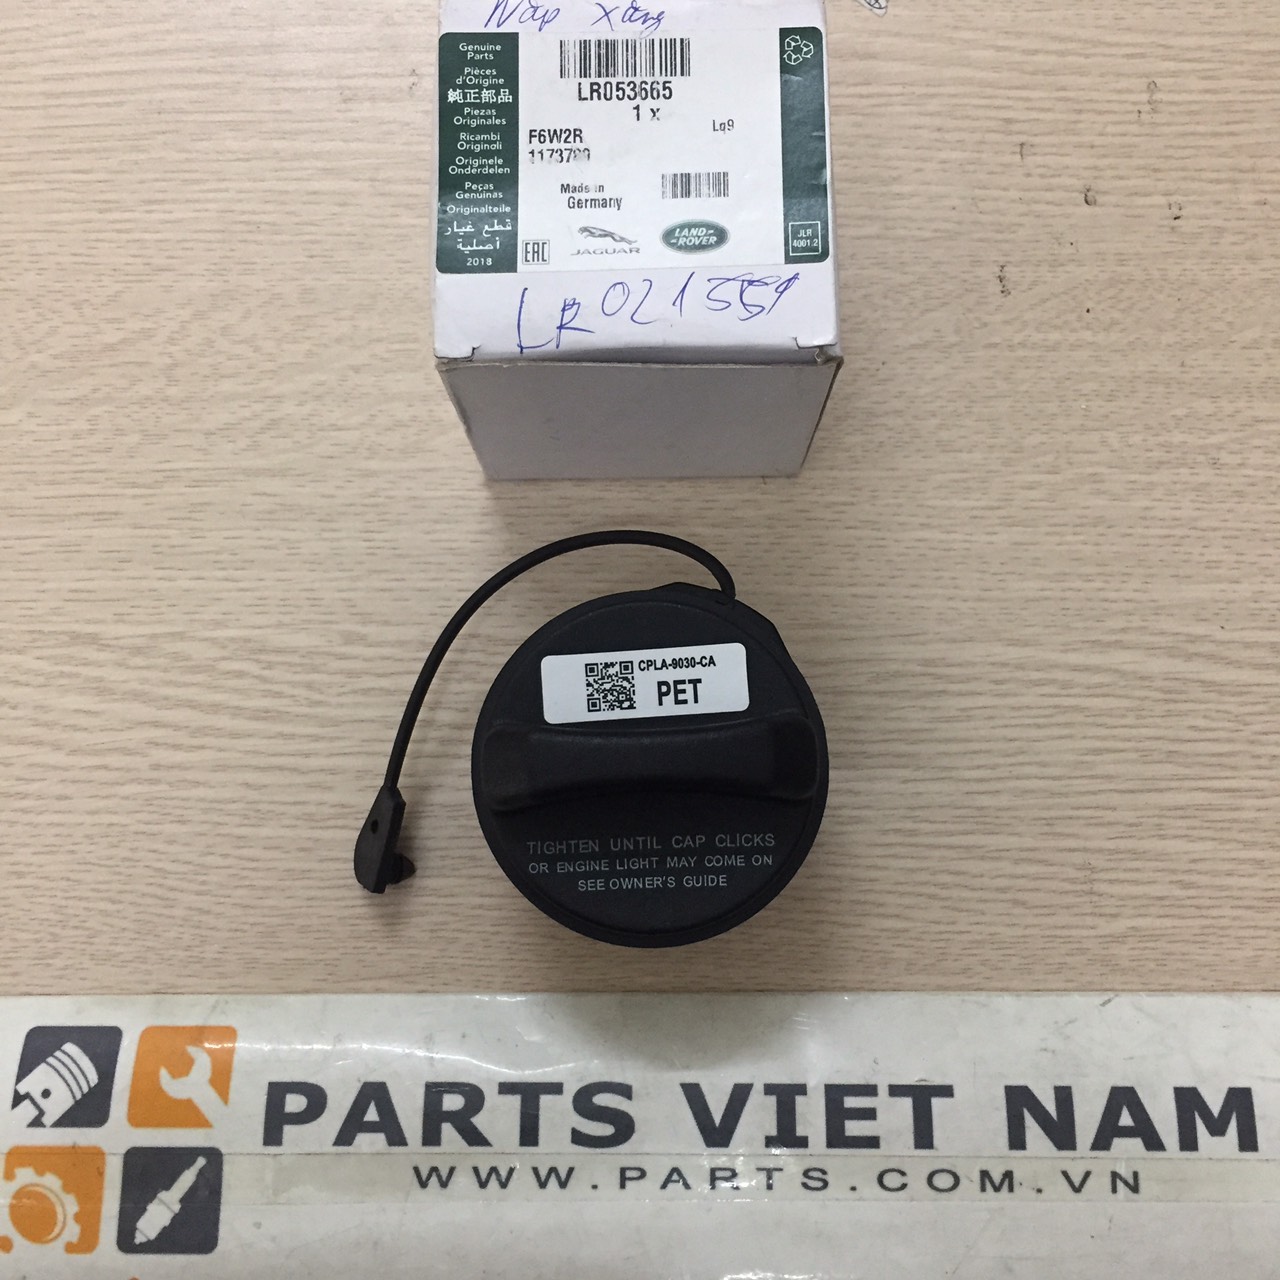 Nắp xăng
Genuine
Parts
Pièces
d'Origine
純正部品
Piezas
Originales
Ricambi
Originali
Originele
Onderdelen
Peças
Genuínas
Originalteile
قطع غيار
أصلية
2018
LR053665
1 x
Lq9
F6W2R
Made in
Germany
EAC
JAGUAR
LAND-
-ROVER
JLR
4001.2
LR021551
CPLA-9030-CA
PET
TIGHTEN UNTIL CAP CLICKS
OR ENGINE LIGHT MAY COME ON
SEE OWNER'S GUIDE
PARTS VIET NAM
WWW.PARTS.COM.VN